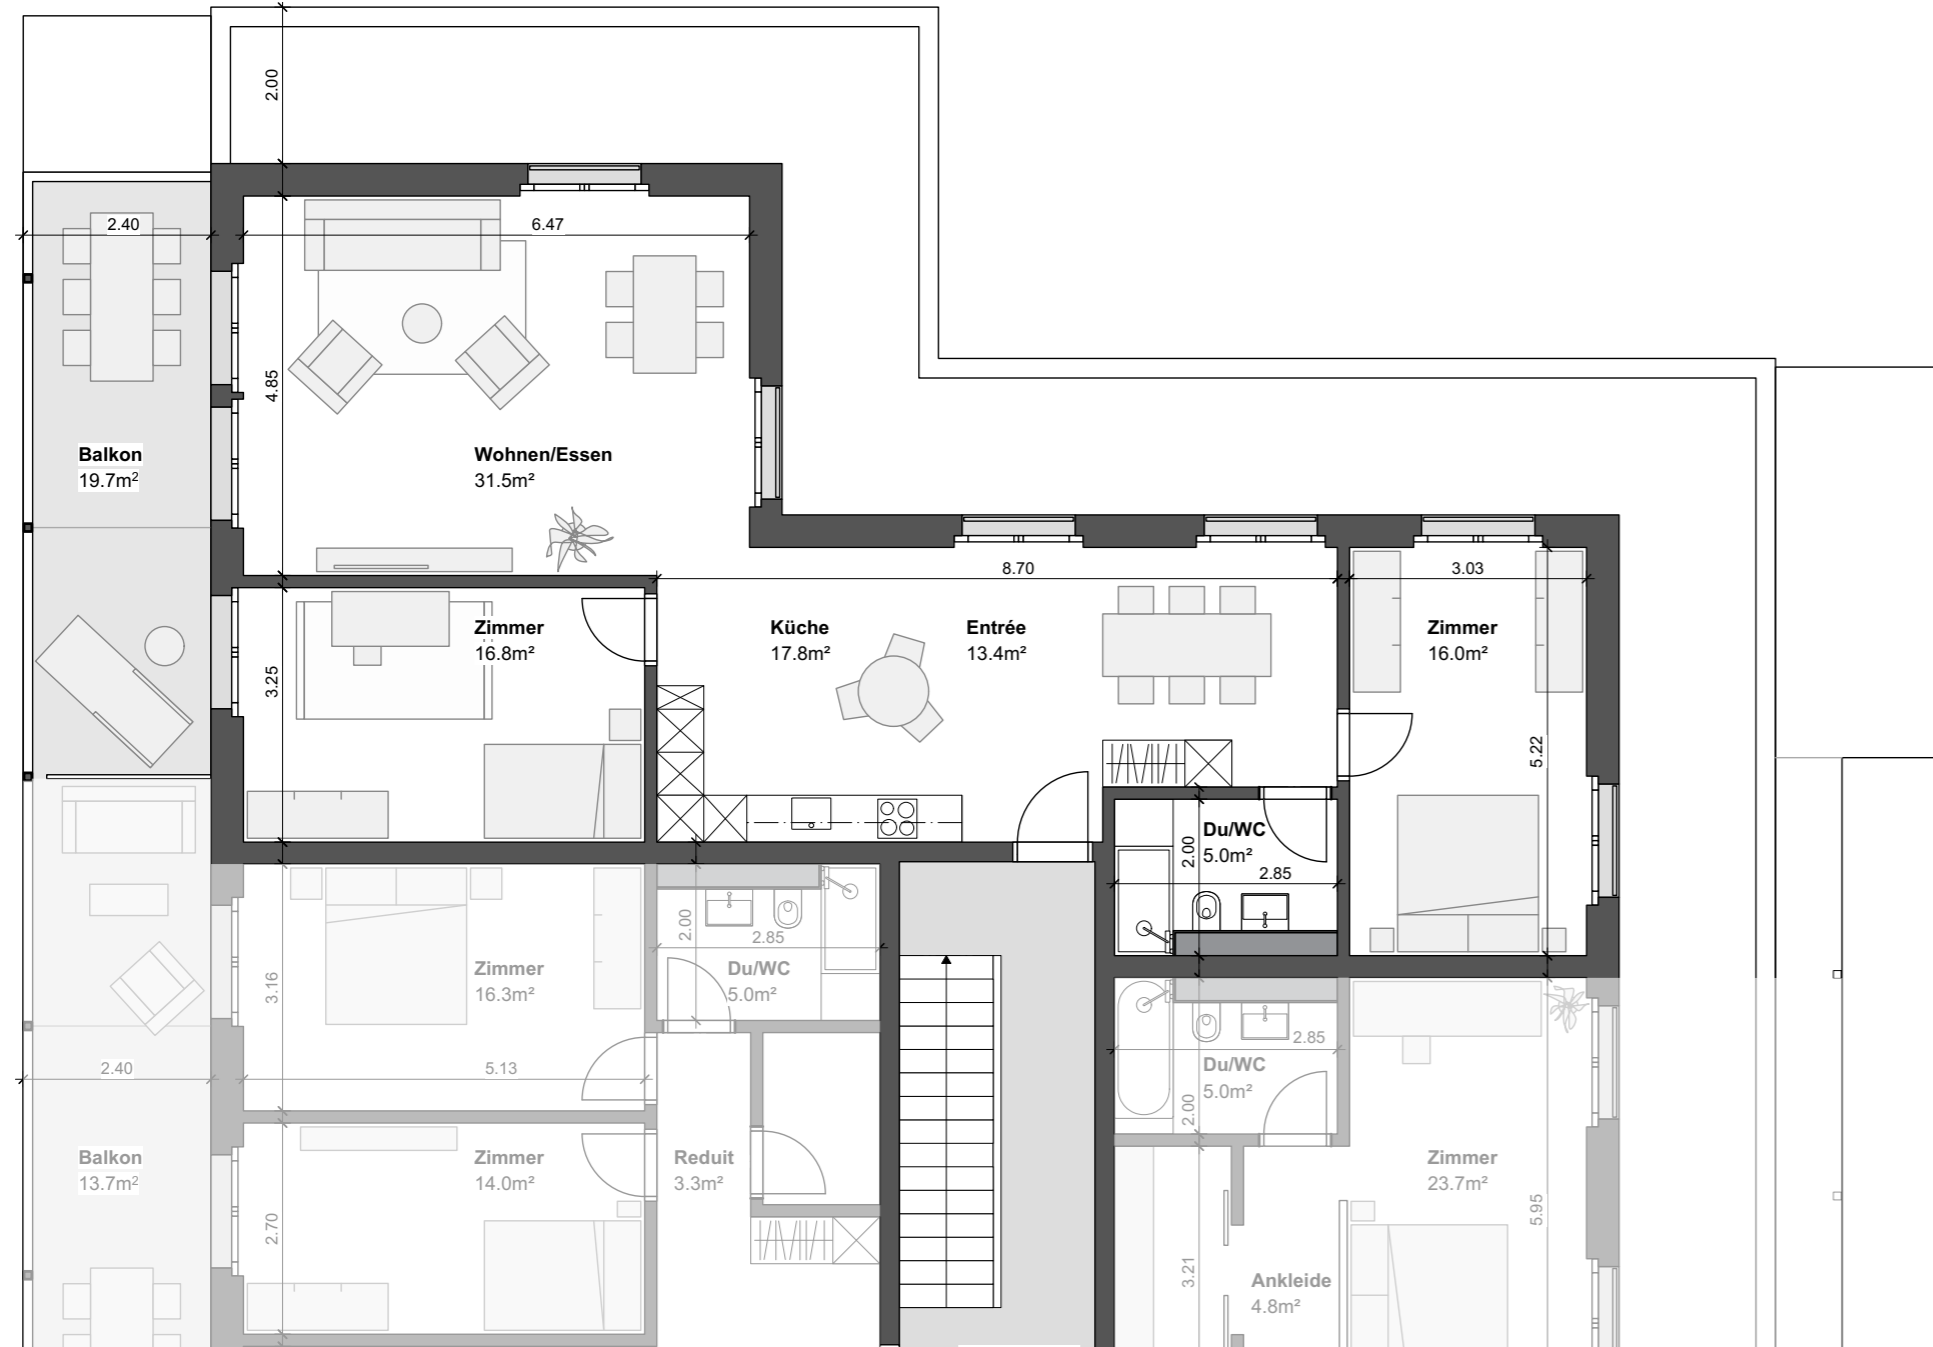 2.00
2.40
6.47
4.85
Balkon
19.7m²
Wohnen/Essen
31.5m²
8.70
3.03
Zimmer
16.8m²
Küche
17.8m²
Entrée
13.4m²
Zimmer
16.0m²
3.25
5.22
Du/WC
5.0m²
2.00
2.85
2.00
2.85
Zimmer
16.3m²
Du/WC
5.0m²
3.16
2.85
Du/WC
5.0m²
2.00
2.40
5.13
Balkon
13.7m²
Zimmer
14.0m²
Reduit
3.3m²
Zimmer
23.7m²
2.70
5.95
3.21
Ankleide
4.8m²